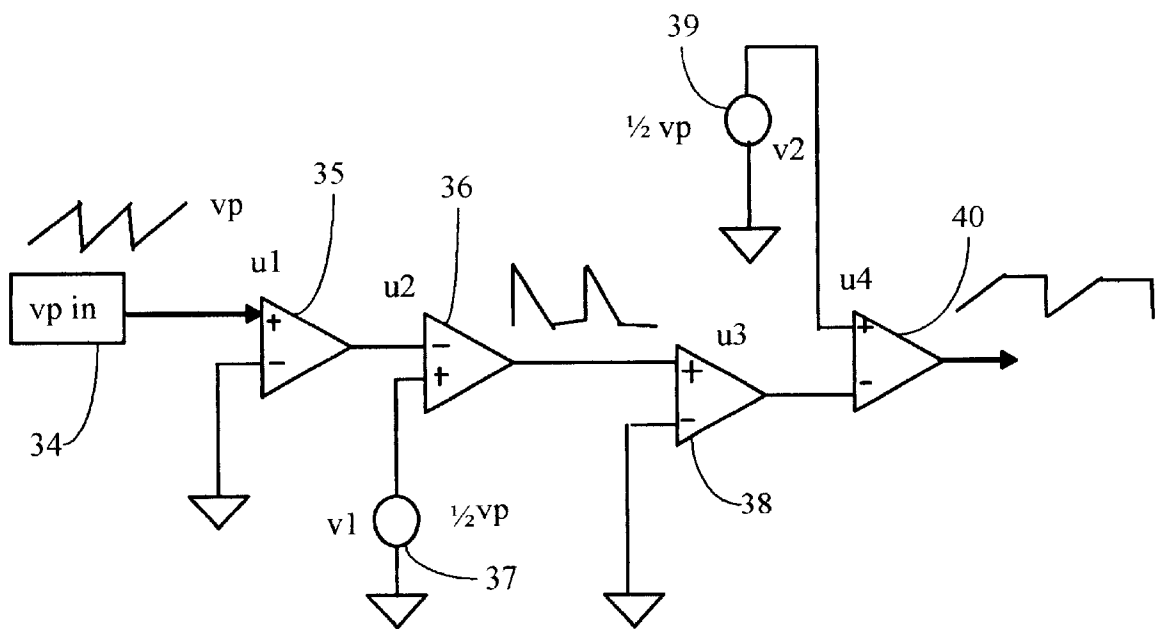 39
½ vp
v2
35
36
vp
40
u1
u2
u4
vp in
+
-
-
+
u3
+
-
+
-
34
38
v1
½vp
37